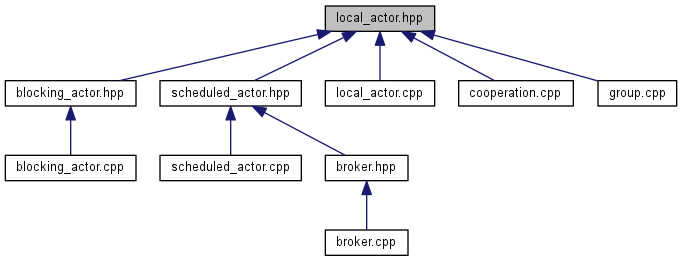 local_actor.hpp
blocking_actor.hpp
scheduled_actor.hpp
local_actor.cpp
cooperation.cpp
group.cpp
blocking_actor.cpp
scheduled_actor.cpp
broker.hpp
broker.cpp